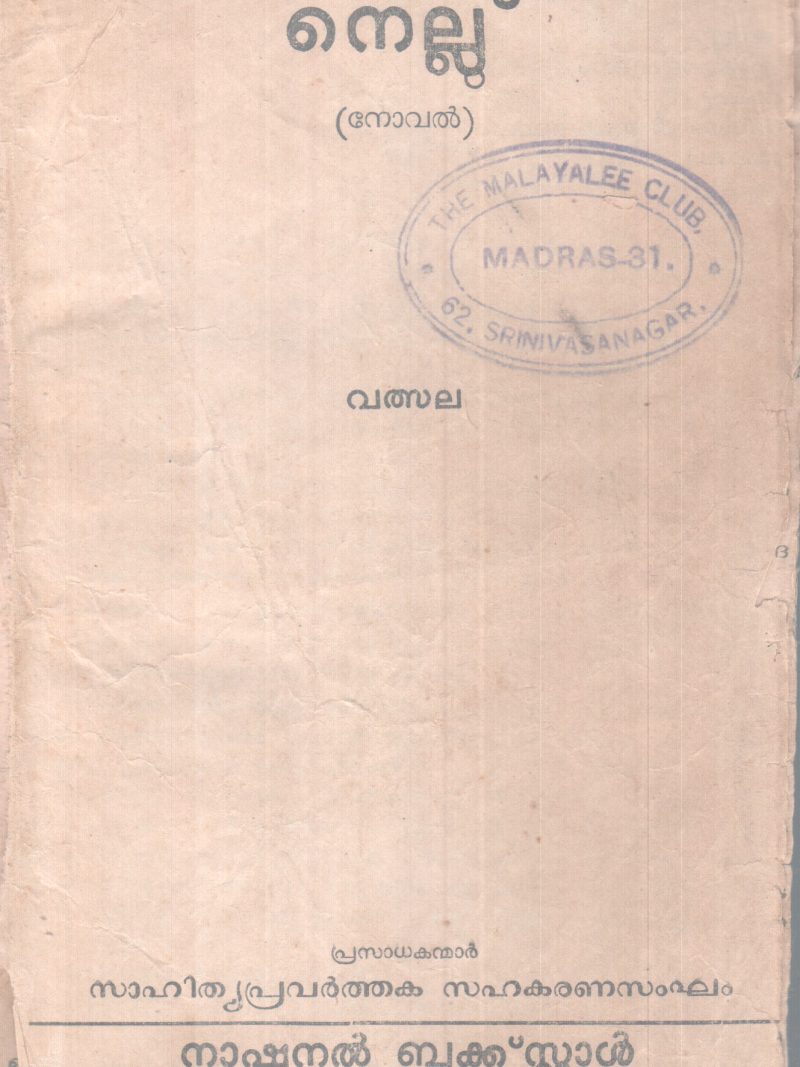 നെല്ല്
(നോവൽ)
THE MALAYALEE CLUB,
MADRAS-31.
62, SRINIVASANAGAR.
വത്സല
ദ
പ്രസാധകന്മാർ
സാഹിത്യപ്രവർത്തക സഹകരണസംഘം
നാഷനൽ ബുക്ക്സ്റ്റാൾ